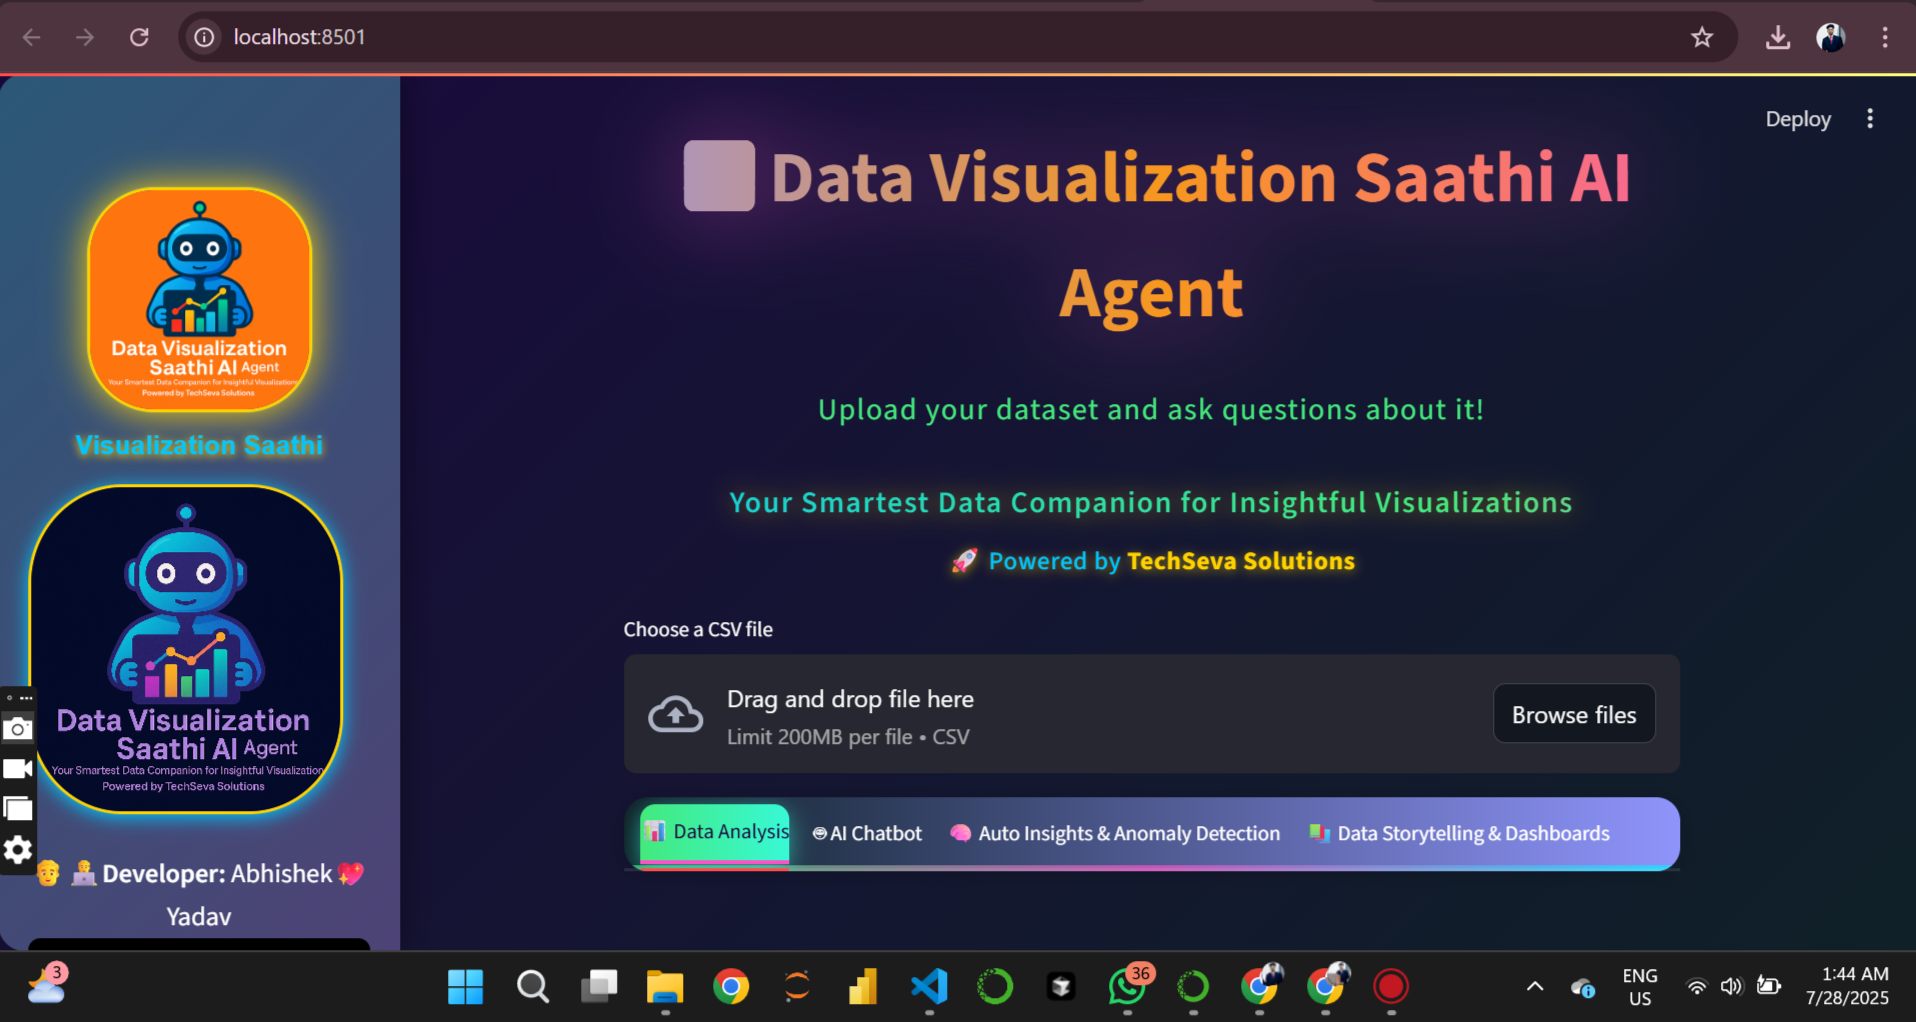 localhost:8501
Deploy
Data Visualization
Saathi AI Agent
Your Smartest Data Companion for Insightful Visualizations
Powered by TechSeva Solutions
Visualization Saathi
Data Visualization
Saathi AI Agent
Your Smartest Data Companion for Insightful Visualization
Powered by TechSeva Solutions
Developer: Abhishek
Yadav
Data Visualization Saathi AI
Agent
Upload your dataset and ask questions about it!
Your Smartest Data Companion for Insightful Visualizations
🚀 Powered by TechSeva Solutions
Choose a CSV file
Drag and drop file here
Limit 200MB per file • CSV
Browse files
Data Analysis
AI Chatbot
Auto Insights & Anomaly Detection
Data Storytelling & Dashboards
3
36
ENG
US
1:44 AM
7/28/2025